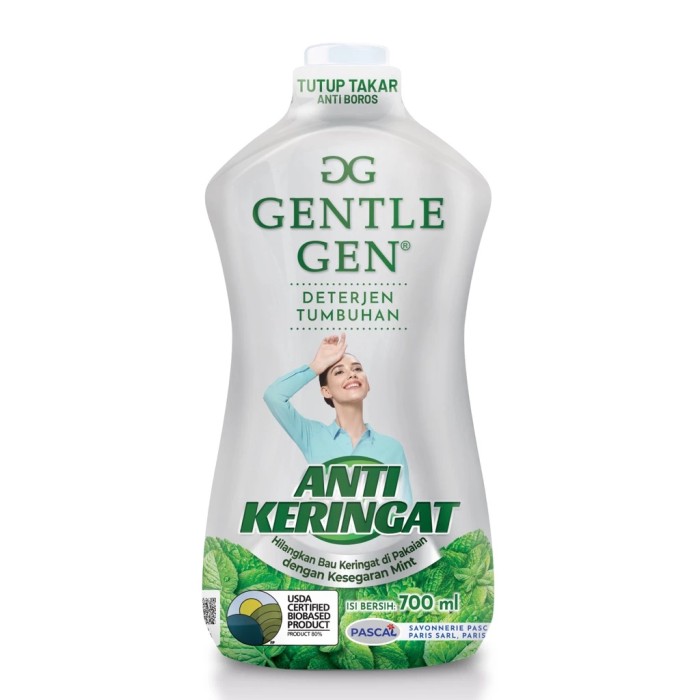 TUTUP TAKAR
ANTI BOROS
GG
GENTLE
GEN®
DETERJEN
TUMBUHAN
ANTI
KERINGAT
Hilangkan Bau Keringat di Pakaian
dengan Kesegaran Mint
USDA
CERTIFIED
BIOBASED
PRODUCT
PRODUCT 80%
ISI BERSIH: 700 ml
PASCAL
SAVONNERIE PASC
PARIS SARL, PARIS